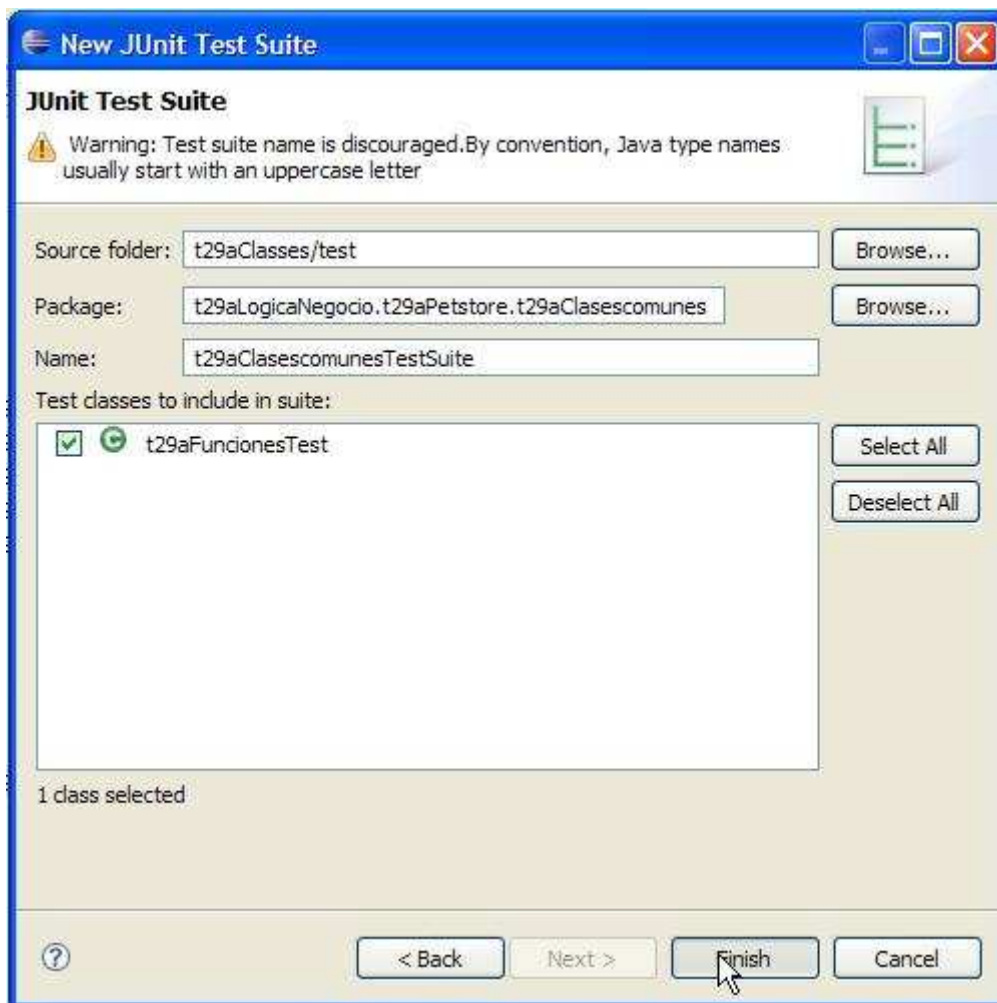 New JUnit Test Suite
JUnit Test Suite
Warning: Test suite name is discouraged.By convention, Java type names
usually start with an uppercase letter
Source folder: t29aClasses/test Browse...
Package: t29aLogicaNegocio.t29aPetstore.t29aClasescomunes Browse...
Name: t29aClasescomunesTestSuite
Test classes to include in suite:
t29aFuncionesTest Select All
Deselect All
1 class selected
? < Back Next > Finish Cancel